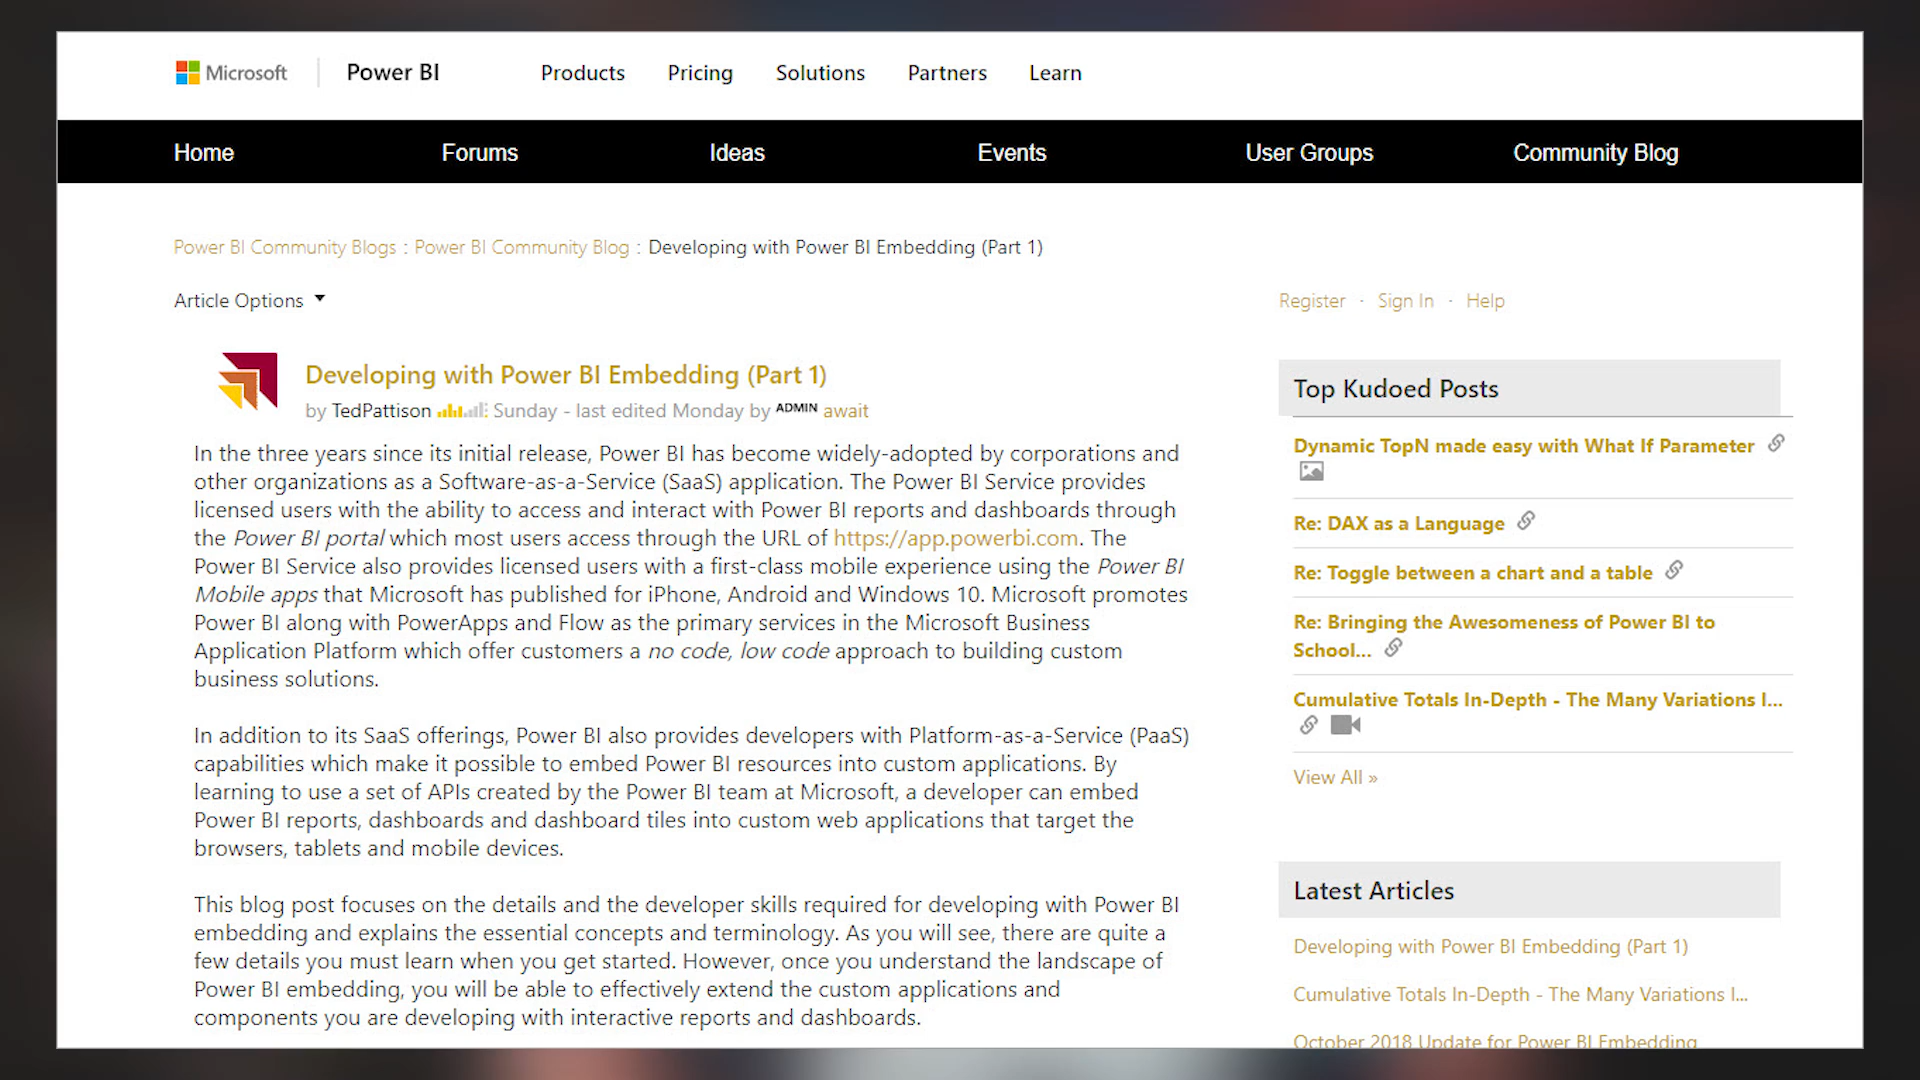 Microsoft
Power BI
Products
Pricing
Solutions
Partners
Learn
Home
Forums
Ideas
Events
User Groups
Community Blog
Power BI Community Blogs : Power BI Community Blog : Developing with Power BI Embedding (Part 1)
Article Options
Register · Sign In · Help
Developing with Power BI Embedding (Part 1)
by TedPattison Sunday - last edited Monday by ADMIN await
In the three years since its initial release, Power BI has become widely-adopted by corporations and
other organizations as a Software-as-a-Service (SaaS) application. The Power BI Service provides
licensed users with the ability to access and interact with Power BI reports and dashboards through
the Power BI portal which most users access through the URL of https://app.powerbi.com. The
Power BI Service also provides licensed users with a first-class mobile experience using the Power BI
Mobile apps that Microsoft has published for iPhone, Android and Windows 10. Microsoft promotes
Power BI along with PowerApps and Flow as the primary services in the Microsoft Business
Application Platform which offer customers a no code, low code approach to building custom
business solutions.
In addition to its SaaS offerings, Power BI also provides developers with Platform-as-a-Service (PaaS)
capabilities which make it possible to embed Power BI resources into custom applications. By
learning to use a set of APIs created by the Power BI team at Microsoft, a developer can embed
Power BI reports, dashboards and dashboard tiles into custom web applications that target the
browsers, tablets and mobile devices.
This blog post focuses on the details and the developer skills required for developing with Power BI
embedding and explains the essential concepts and terminology. As you will see, there are quite a
few details you must learn when you get started. However, once you understand the landscape of
Power BI embedding, you will be able to effectively extend the custom applications and
components you are developing with interactive reports and dashboards.
Top Kudoed Posts
Dynamic TopN made easy with What If Parameter
Re: DAX as a Language
Re: Toggle between a chart and a table
Re: Bringing the Awesomeness of Power BI to
School...
Cumulative Totals In-Depth - The Many Variations I...
View All »
Latest Articles
Developing with Power BI Embedding (Part 1)
Cumulative Totals In-Depth - The Many Variations I...
October 2018 Update for Power BI Embedding